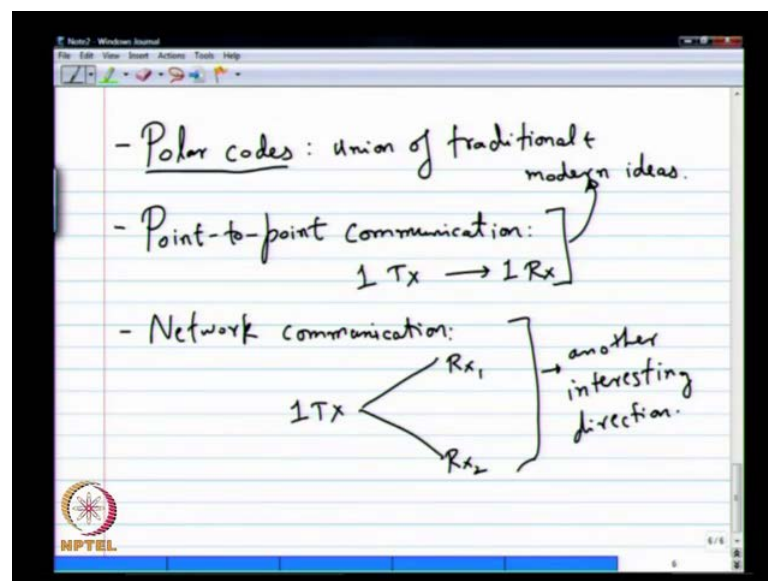 Note2 - Windows Journal
File Edit View Insert Actions Tools Help
- Polar codes : union of traditional +
modern ideas.
- Point-to-point communication:
1 Tx → 1 Rx
- Network communication:
Rx1
1 Tx
Rx2
→ another
interesting
direction.
NPTEL
6/6
6